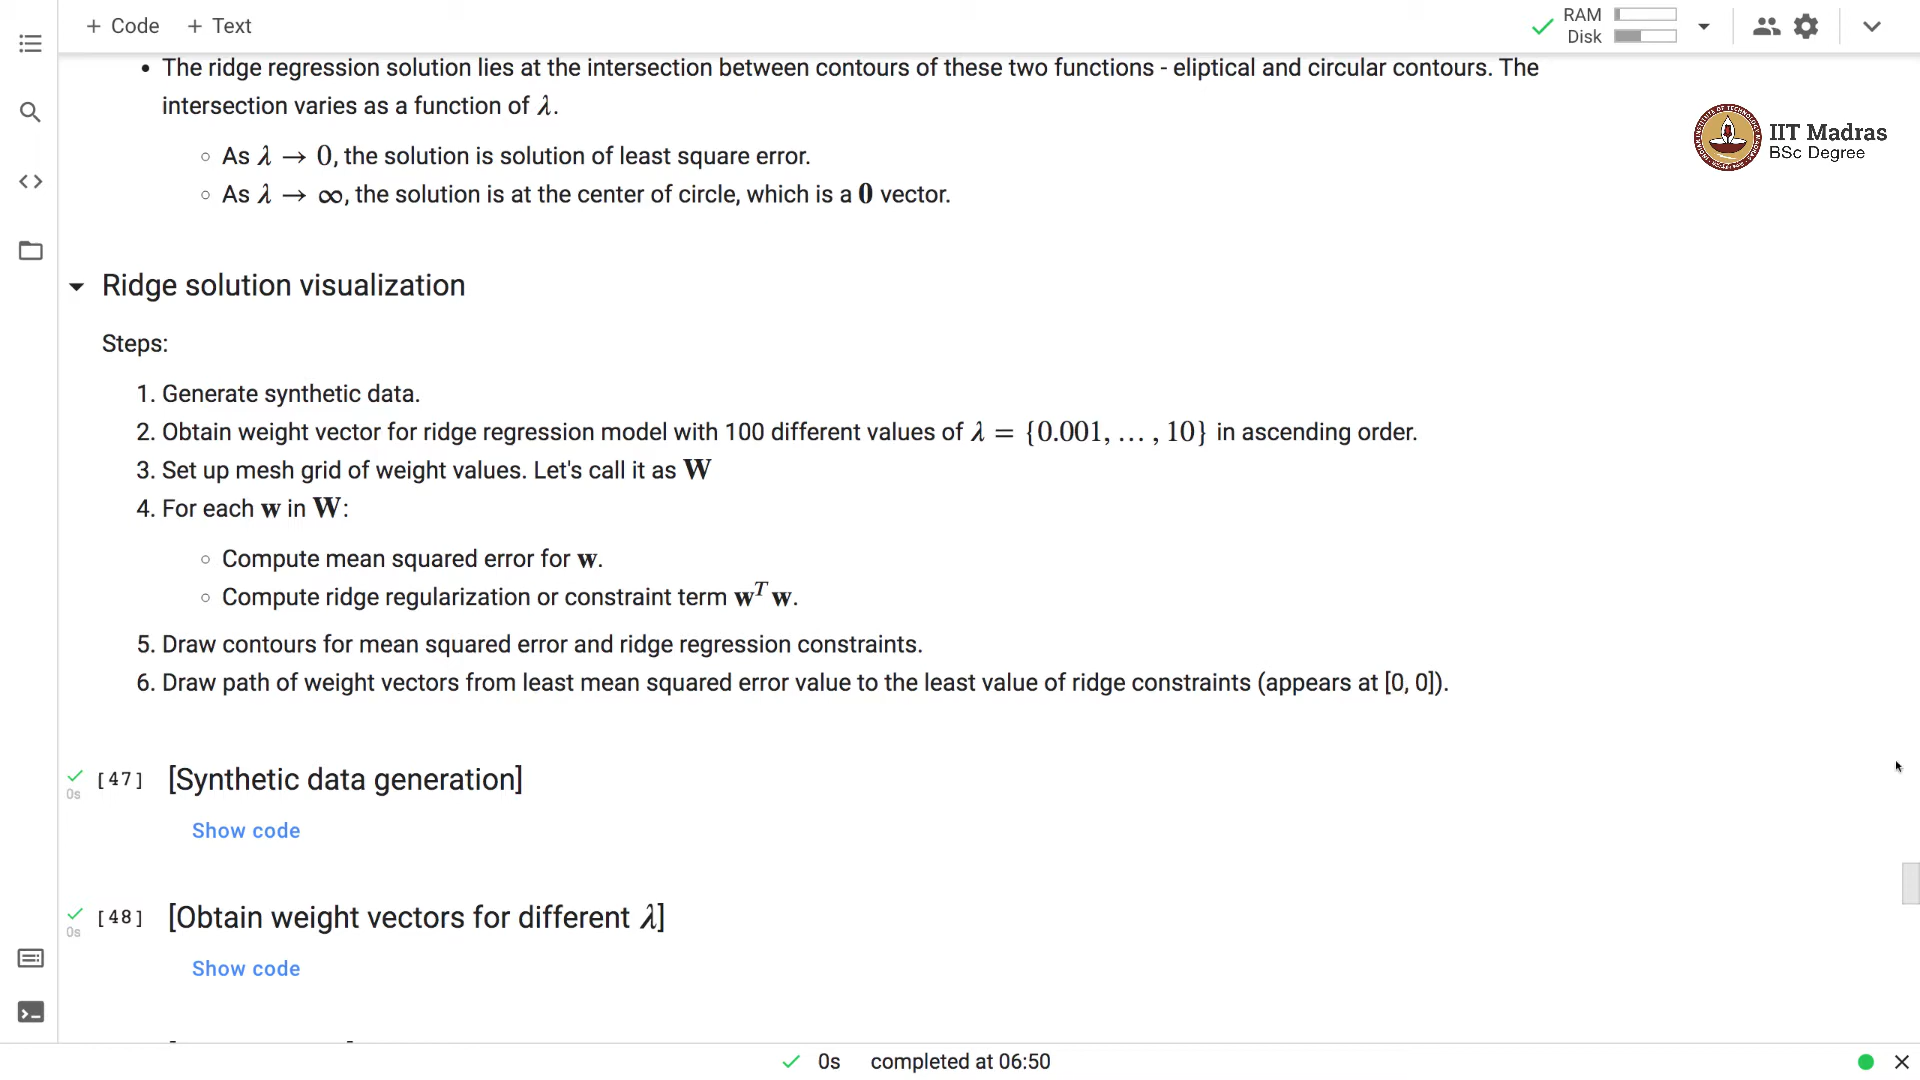 + Code + Text
RAM
Disk
• The ridge regression solution lies at the intersection between contours of these two functions - eliptical and circular contours. The
intersection varies as a function of λ.
IIT Madras
BSc Degree
◦ As λ → 0, the solution is solution of least square error.
◦ As λ → ∞, the solution is at the center of circle, which is a 0 vector.
Ridge solution visualization
Steps:
1. Generate synthetic data.
2. Obtain weight vector for ridge regression model with 100 different values of λ = {0.001, … , 10} in ascending order.
3. Set up mesh grid of weight values. Let's call it as W
4. For each w in W:
◦ Compute mean squared error for w.
◦ Compute ridge regularization or constraint term wᵀw.
5. Draw contours for mean squared error and ridge regression constraints.
6. Draw path of weight vectors from least mean squared error value to the least value of ridge constraints (appears at [0, 0]).
[47] [Synthetic data generation]
0s
Show code
[48] [Obtain weight vectors for different λ]
0s
Show code
0s completed at 06:50